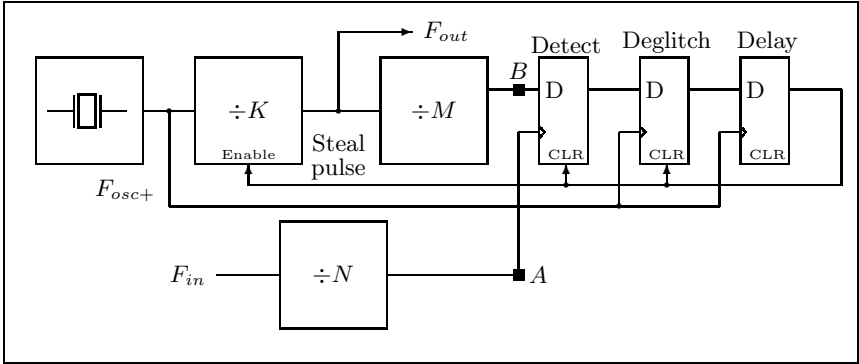 F_out
Detect
Deglitch
Delay
B
÷K
÷M
D
D
D
Enable
Steal
pulse
CLR
CLR
CLR
F_osc+
F_in
÷N
A